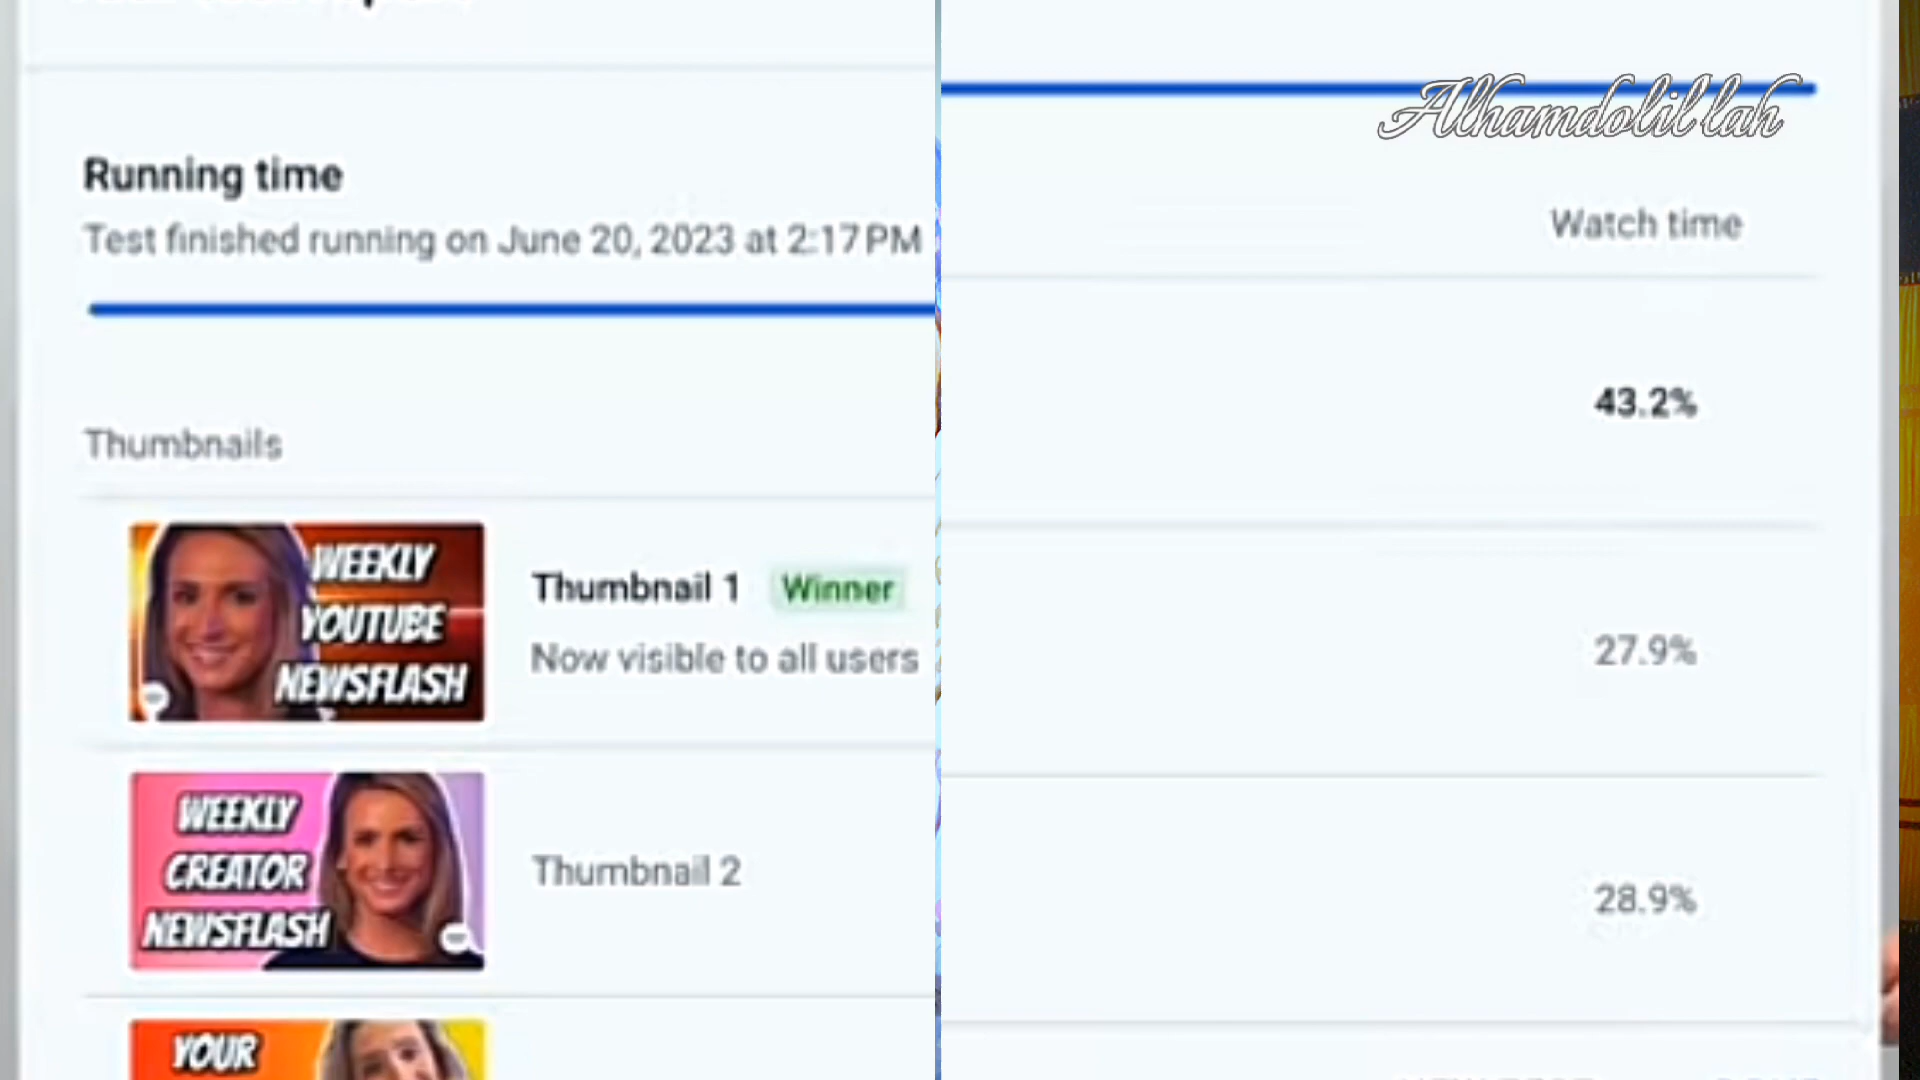 Running time
Test finished running on June 20, 2023 at 2:17 PM
Thumbnails
WEEKLY
YOUTUBE
NEWSFLASH
Thumbnail 1 Winner
Now visible to all users
WEEKLY
CREATOR
NEWSFLASH
Thumbnail 2
YOUR
Alhamdolil'lah
Watch time
43.2%
27.9%
28.9%